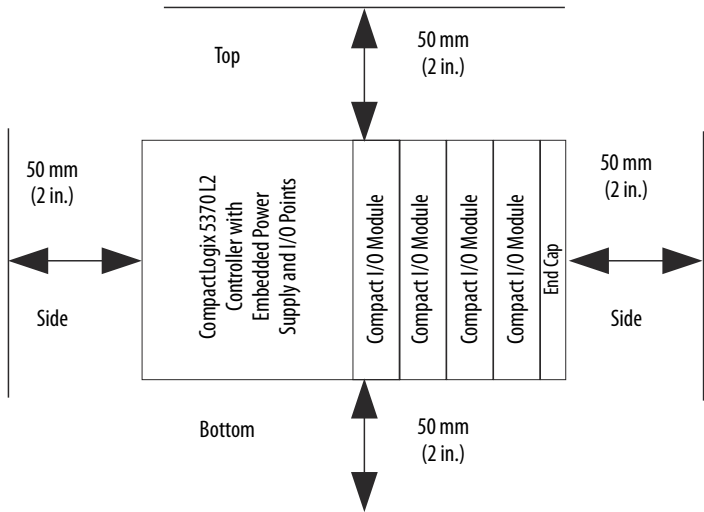 Top
50 mm
(2 in.)
50 mm
(2 in.)
Side
CompactLogix 5370 L2
Controller with
Embedded Power
Supply and I/O Points
Compact I/O Module
Compact I/O Module
Compact I/O Module
Compact I/O Module
End Cap
50 mm
(2 in.)
Side
Bottom
50 mm
(2 in.)